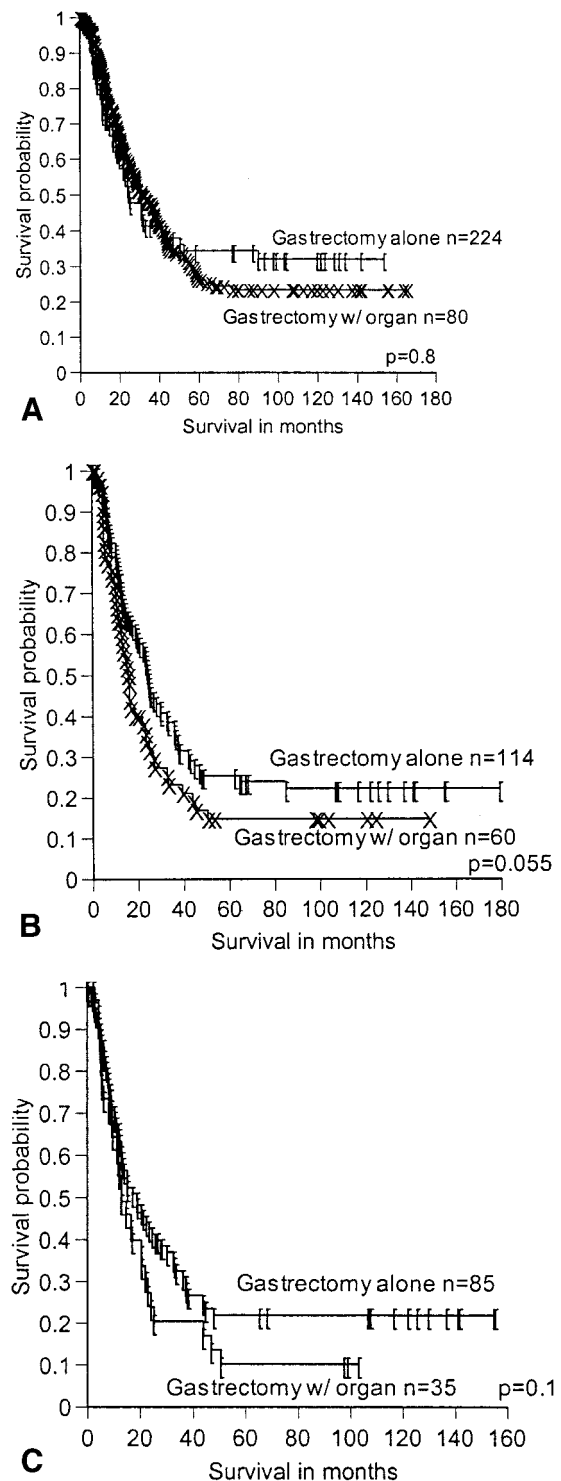 Survival probability
1
0.9
0.8
0.7
0.6
0.5
0.4
0.3
0.2
0.1
0
Gastrectomy alone n=224
Gastrectomy w/ organ n=80
p=0.8
0 20 40 60 80 100 120 140 160 180
A
Survival in months
Survival probability
1
0.9
0.8
0.7
0.6
0.5
0.4
0.3
0.2
0.1
0
Gastrectomy alone n=114
Gastrectomy w/ organ n=60
p=0.055
0 20 40 60 80 100 120 140 160 180
B
Survival in months
Survival probability
1
0.9
0.8
0.7
0.6
0.5
0.4
0.3
0.2
0.1
0
Gastrectomy alone n=85
Gastrectomy w/ organ n=35 p=0.1
0 20 40 60 80 100 120 140 160
C
Survival in months